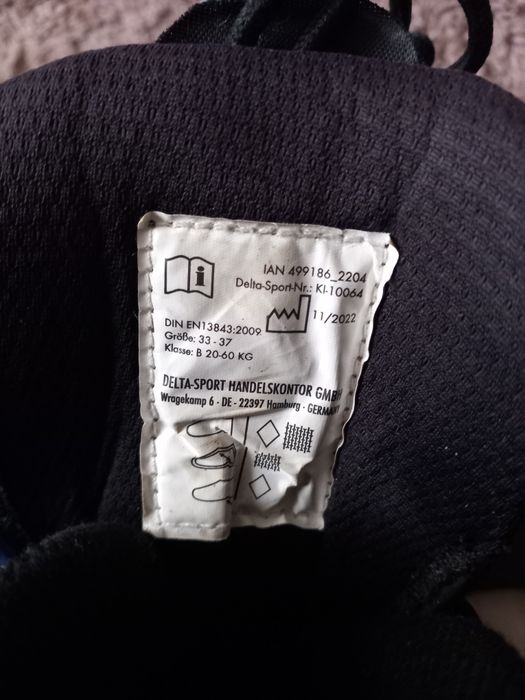 IAN 499186_2204
Delta-Sport-Nr.: KI-10064
11/2022
DIN EN13843:2009
Größe: 33 - 37
Klasse: B 20-60 KG
DELTA-SPORT HANDELSKONTOR GMBH
Wragekamp 6 · DE - 22397 Hamburg · GERMANY